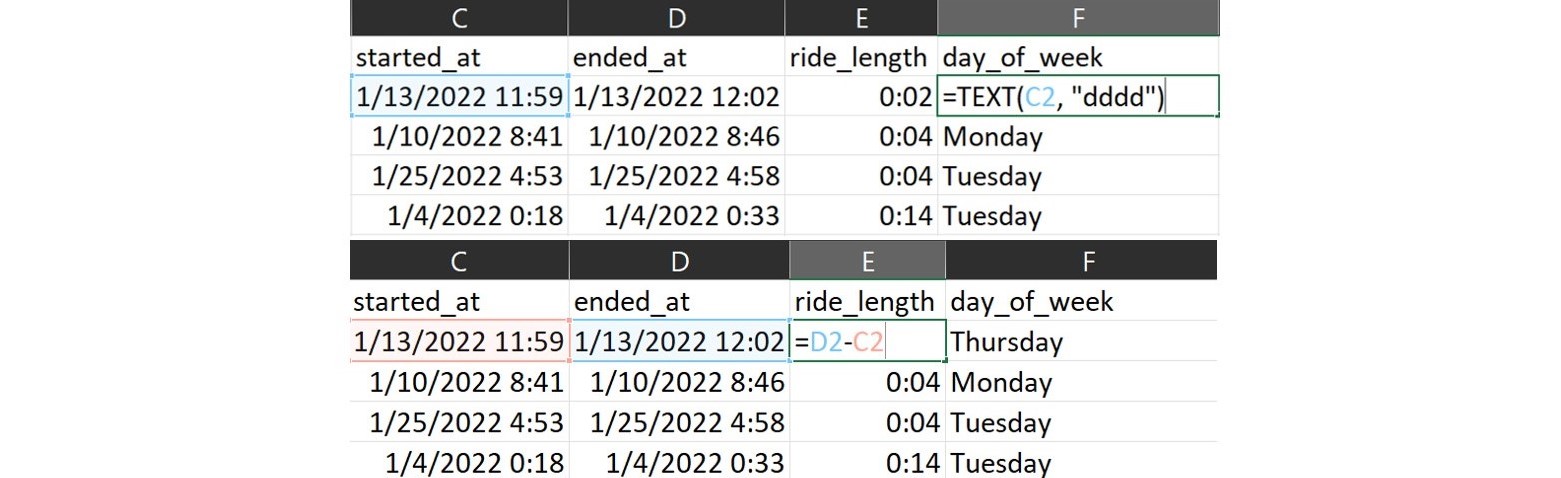 C D E F
started_at ended_at ride_length day_of_week
1/13/2022 11:59 1/13/2022 12:02 0:02 =TEXT(C2, "dddd")
1/10/2022 8:41 1/10/2022 8:46 0:04 Monday
1/25/2022 4:53 1/25/2022 4:58 0:04 Tuesday
1/4/2022 0:18 1/4/2022 0:33 0:14 Tuesday
C D E F
started_at ended_at ride_length day_of_week
1/13/2022 11:59 1/13/2022 12:02 =D2-C2 Thursday
1/10/2022 8:41 1/10/2022 8:46 0:04 Monday
1/25/2022 4:53 1/25/2022 4:58 0:04 Tuesday
1/4/2022 0:18 1/4/2022 0:33 0:14 Tuesday